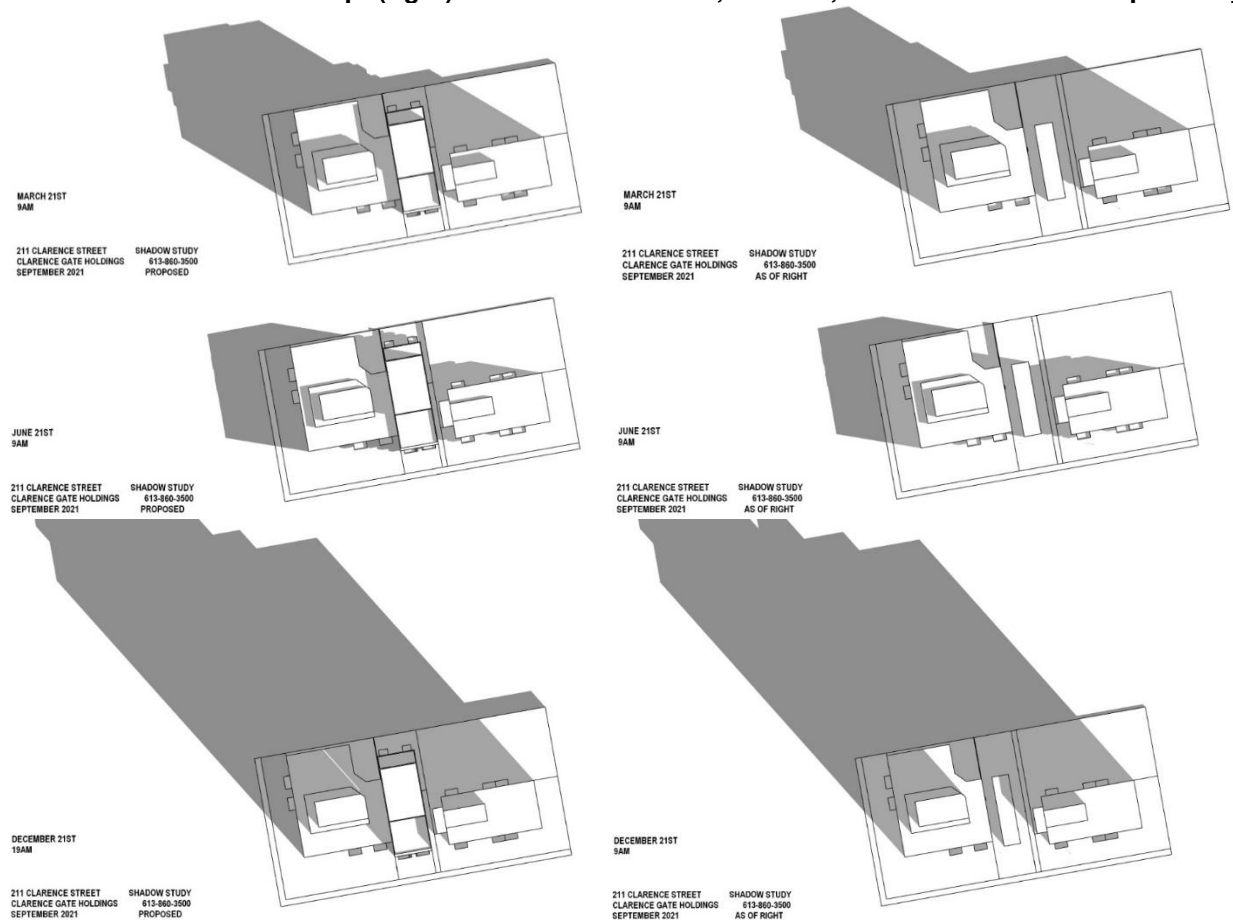 MARCH 21ST
9AM
211 CLARENCE STREET SHADOW STUDY
CLARENCE GATE HOLDINGS 613-860-3500
SEPTEMBER 2021 PROPOSED
MARCH 21ST
9AM
211 CLARENCE STREET SHADOW STUDY
CLARENCE GATE HOLDINGS 613-860-3500
SEPTEMBER 2021 AS OF RIGHT
JUNE 21ST
9AM
211 CLARENCE STREET SHADOW STUDY
CLARENCE GATE HOLDINGS 613-860-3500
SEPTEMBER 2021 PROPOSED
JUNE 21ST
9AM
211 CLARENCE STREET SHADOW STUDY
CLARENCE GATE HOLDINGS 613-860-3500
SEPTEMBER 2021 AS OF RIGHT
DECEMBER 21ST
19AM
211 CLARENCE STREET SHADOW STUDY
CLARENCE GATE HOLDINGS 613-860-3500
SEPTEMBER 2021 PROPOSED
DECEMBER 21ST
9AM
211 CLARENCE STREET SHADOW STUDY
CLARENCE GATE HOLDINGS 613-860-3500
SEPTEMBER 2021 AS OF RIGHT